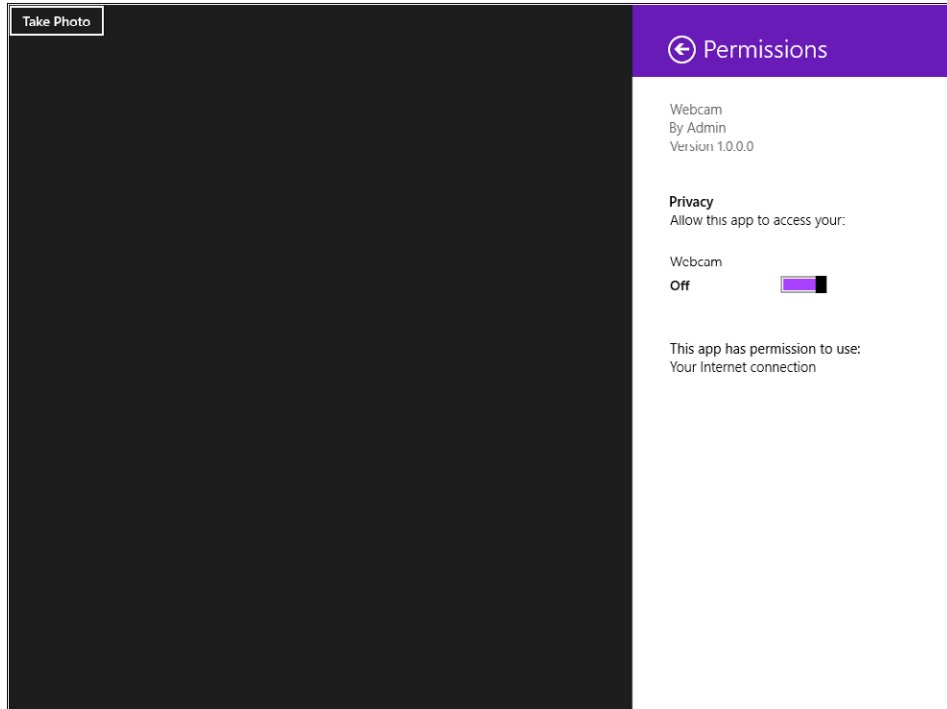 Take Photo
Permissions
Webcam
By Admin
Version 1.0.0.0
Privacy
Allow this app to access your:
Webcam
Off
This app has permission to use:
Your Internet connection